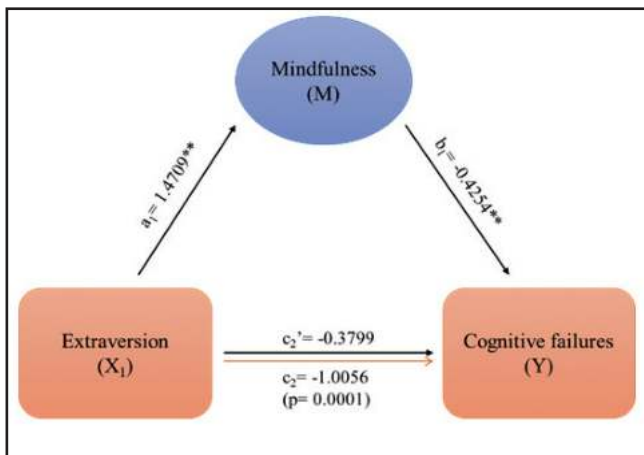 Mindfulness
(M)
a₁= 1.4709**
b₁= -0.4254**
Extraversion
(X₁)
c₂'= -0.3799
c₂= -1.0056
(p= 0.0001)
Cognitive failures
(Y)